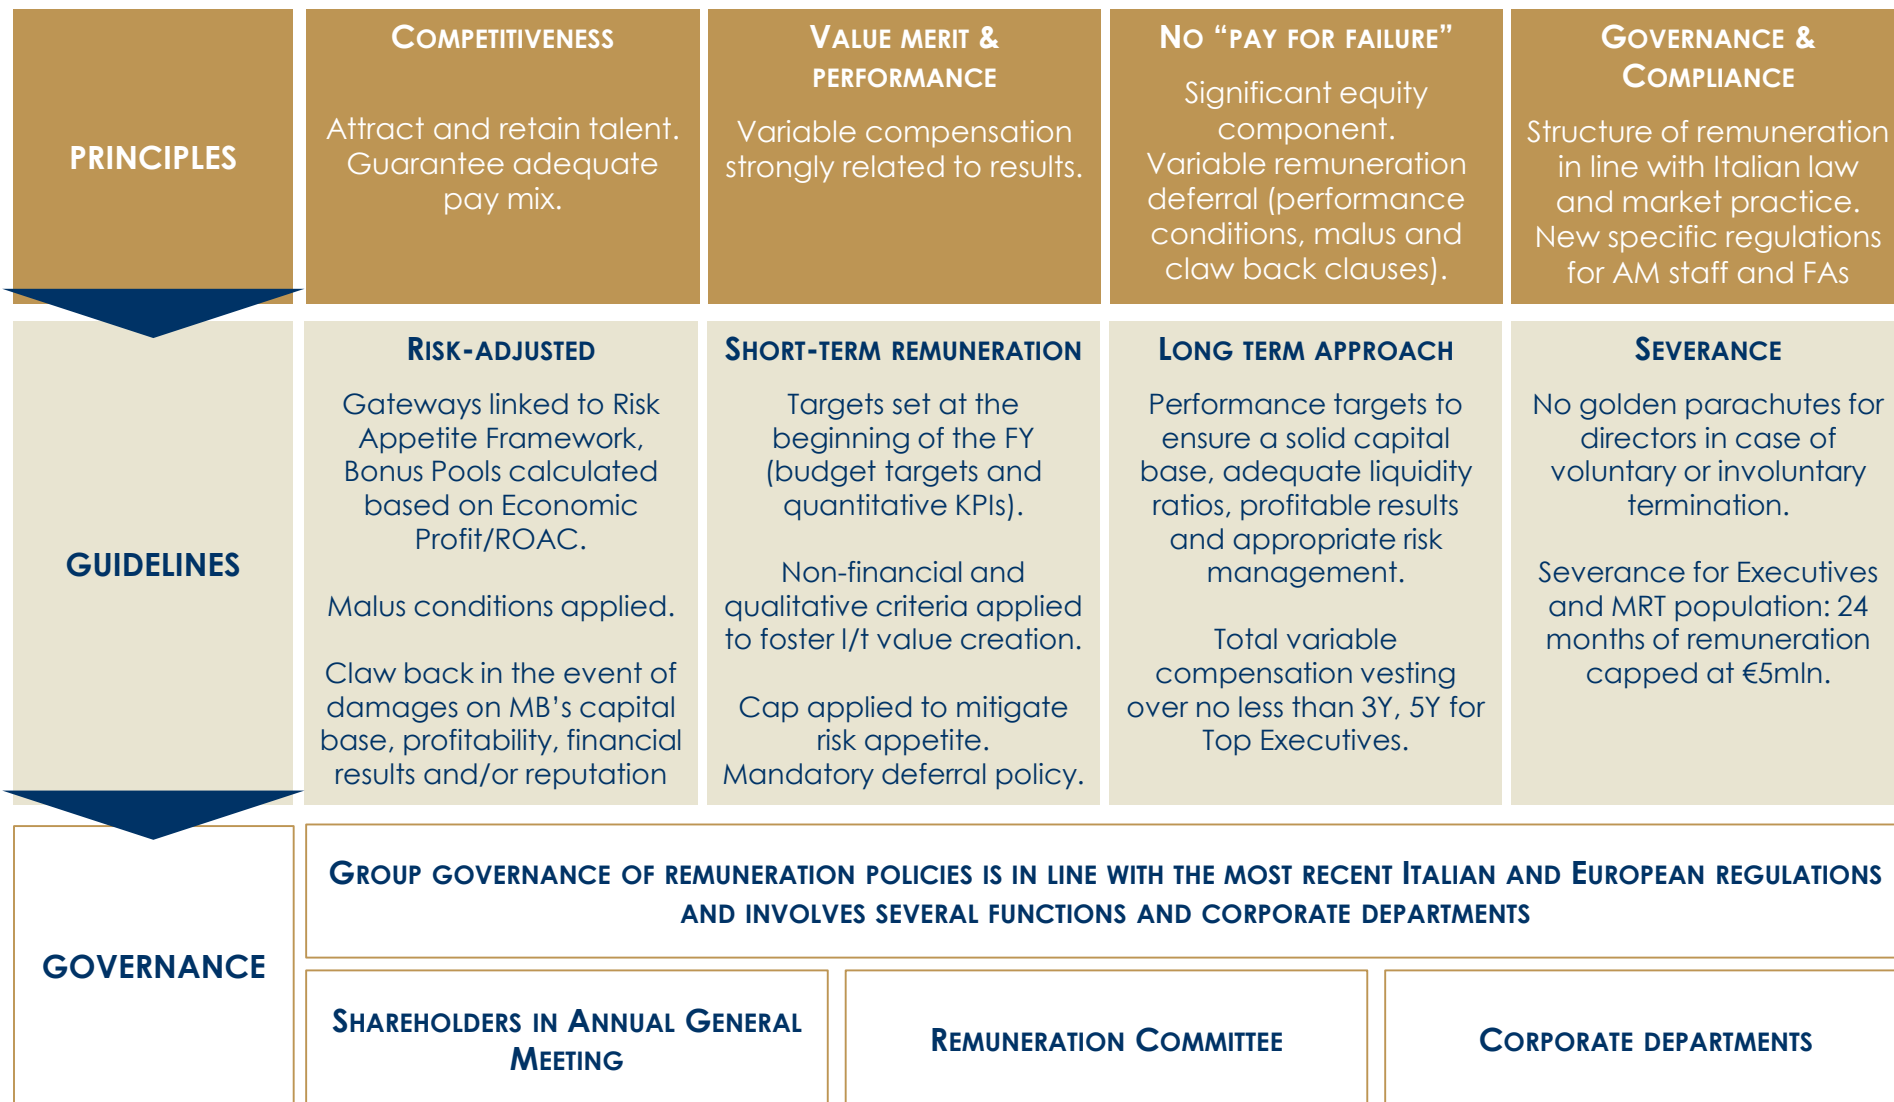 PRINCIPLES
COMPETITIVENESS
Attract and retain talent.
Guarantee adequate
pay mix.
VALUE MERIT &
PERFORMANCE
Variable compensation
strongly related to results.
NO “PAY FOR FAILURE”
Significant equity
component.
Variable remuneration
deferral (performance
conditions, malus and
claw back clauses).
GOVERNANCE &
COMPLIANCE
Structure of remuneration
in line with Italian law
and market practice.
New specific regulations
for AM staff and FAs
GUIDELINES
RISK-ADJUSTED
Gateways linked to Risk
Appetite Framework,
Bonus Pools calculated
based on Economic
Profit/ROAC.
Malus conditions applied.
Claw back in the event of
damages on MB’s capital
base, profitability, financial
results and/or reputation
SHORT-TERM REMUNERATION
Targets set at the
beginning of the FY
(budget targets and
quantitative KPIs).
Non-financial and
qualitative criteria applied
to foster l/t value creation.
Cap applied to mitigate
risk appetite.
Mandatory deferral policy.
LONG TERM APPROACH
Performance targets to
ensure a solid capital
base, adequate liquidity
ratios, profitable results
and appropriate risk
management.
Total variable
compensation vesting
over no less than 3Y, 5Y for
Top Executives.
SEVERANCE
No golden parachutes for
directors in case of
voluntary or involuntary
termination.
Severance for Executives
and MRT population: 24
months of remuneration
capped at €5mln.
GOVERNANCE
GROUP GOVERNANCE OF REMUNERATION POLICIES IS IN LINE WITH THE MOST RECENT ITALIAN AND EUROPEAN REGULATIONS
AND INVOLVES SEVERAL FUNCTIONS AND CORPORATE DEPARTMENTS
SHAREHOLDERS IN ANNUAL GENERAL
MEETING
REMUNERATION COMMITTEE
CORPORATE DEPARTMENTS